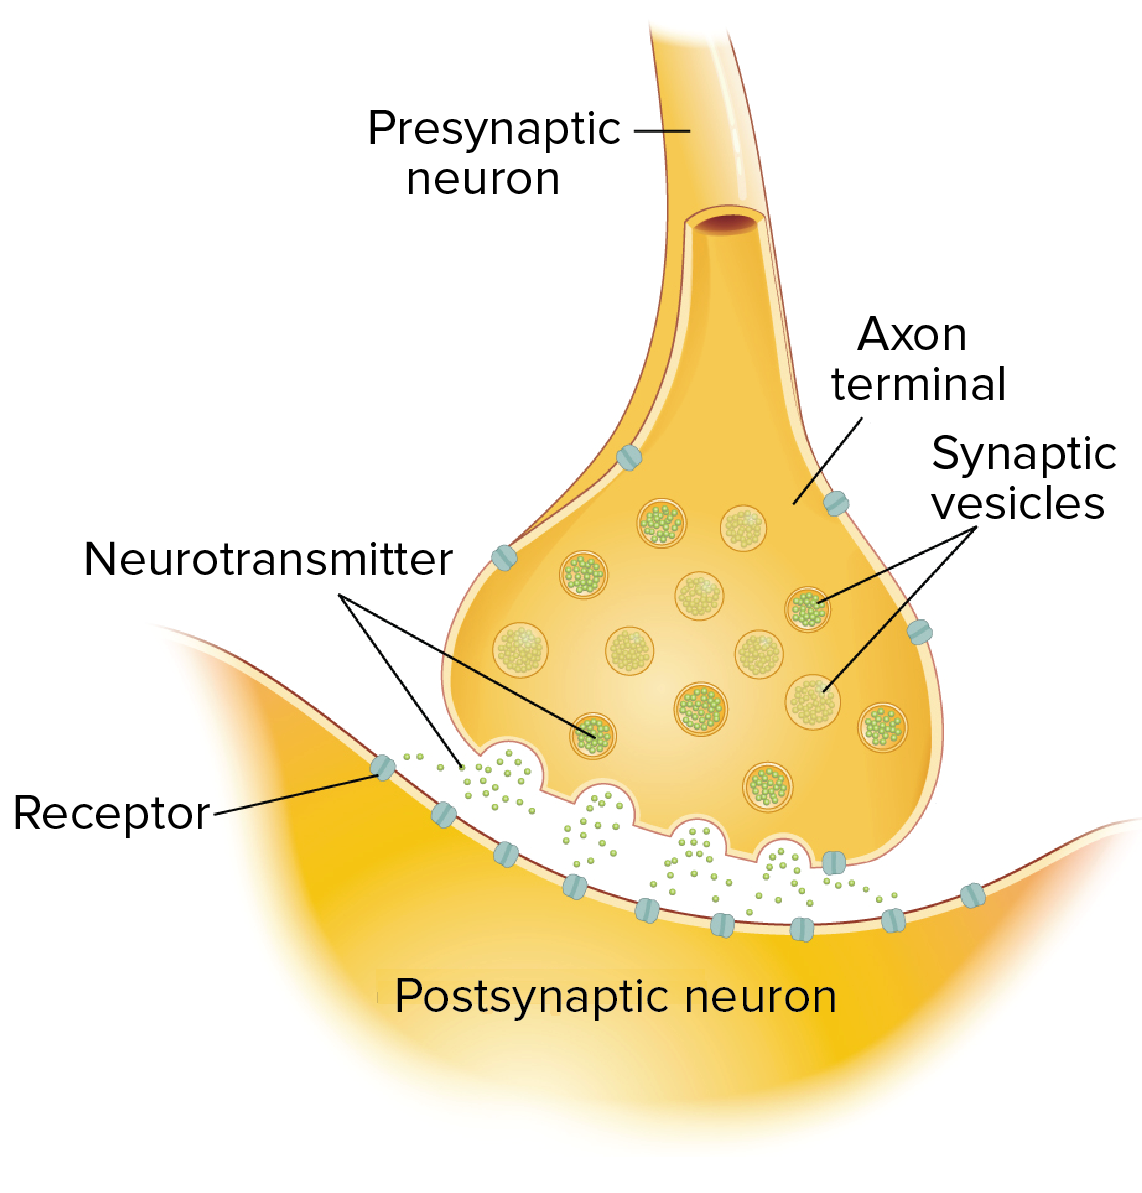 Presynaptic
neuron
Axon
terminal
Synaptic
vesicles
Neurotransmitter
Receptor
Postsynaptic neuron